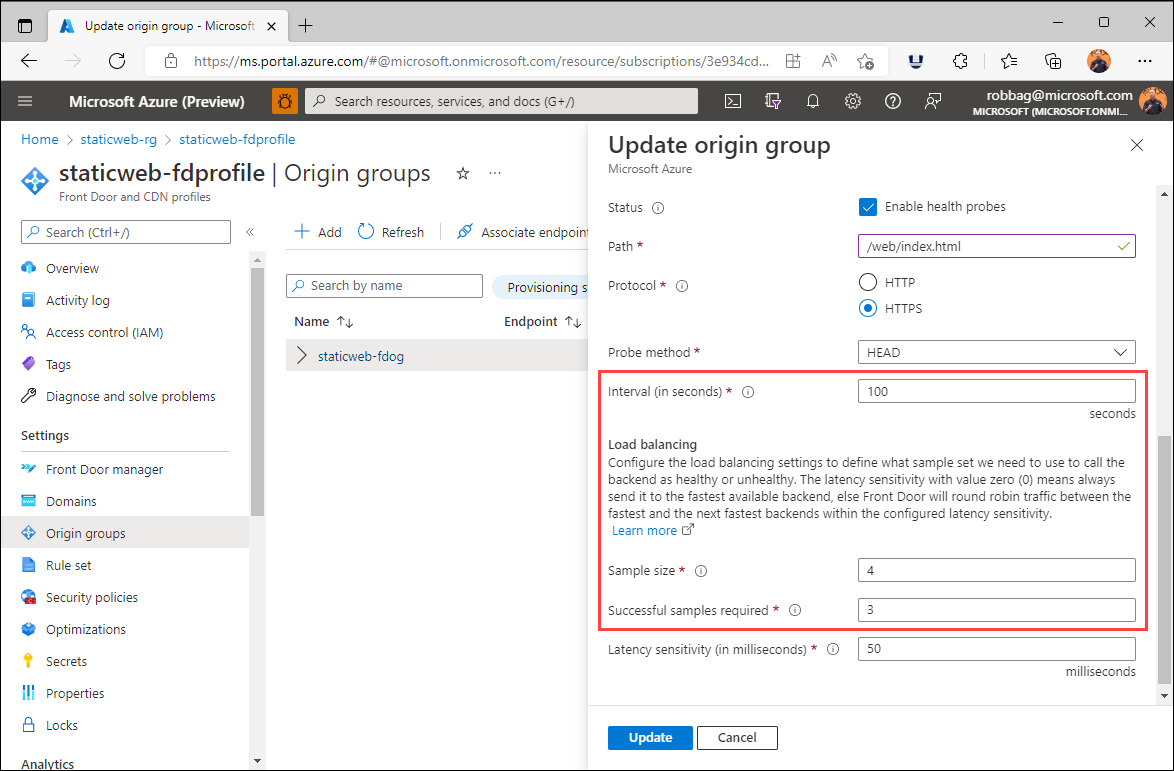 Update origin group - Microsoft
https://ms.portal.azure.com/#@microsoft.onmicrosoft.com/resource/subscriptions/3e934cd...
Microsoft Azure (Preview)
Search resources, services, and docs (G+/)
robbag@microsoft.com
MICROSOFT (MICROSOFT.ONMI...
Home > staticweb-rg > staticweb-fdprofile
staticweb-fdprofile | Origin groups
Front Door and CDN profiles
Search (Ctrl+/)
Overview
Activity log
Access control (IAM)
Tags
Diagnose and solve problems
Settings
Front Door manager
Domains
Origin groups
Rule set
Security policies
Optimizations
Secrets
Properties
Locks
Analytics
Add
Refresh
Associate endpoint
Search by name
Provisioning s
Name
Endpoint
staticweb-fdog
Update origin group
Microsoft Azure
Status
Enable health probes
Path *
/web/index.html
Protocol *
HTTP
HTTPS
Probe method *
HEAD
Interval (in seconds) *
100
seconds
Load balancing
Configure the load balancing settings to define what sample set we need to use to call the
backend as healthy or unhealthy. The latency sensitivity with value zero (0) means always
send it to the fastest available backend, else Front Door will round robin traffic between the
fastest and the next fastest backends within the configured latency sensitivity.
Learn more
Sample size *
4
Successful samples required *
3
Latency sensitivity (in milliseconds) *
50
milliseconds
Update
Cancel